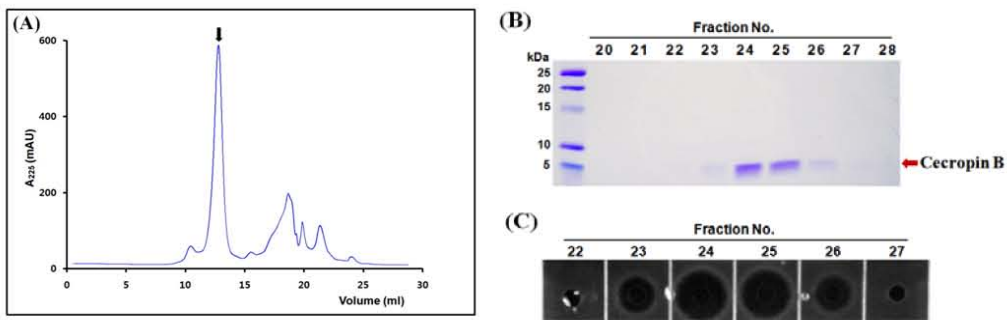 (A)
600
400
200
0
A225 (mAU)
0 5 10 15 20 25 30
Volume (ml)
(B)
Fraction No.
20 21 22 23 24 25 26 27 28
kDa
25
20
15
10
5
Cecropin B
(C)
Fraction No.
22 23 24 25 26 27